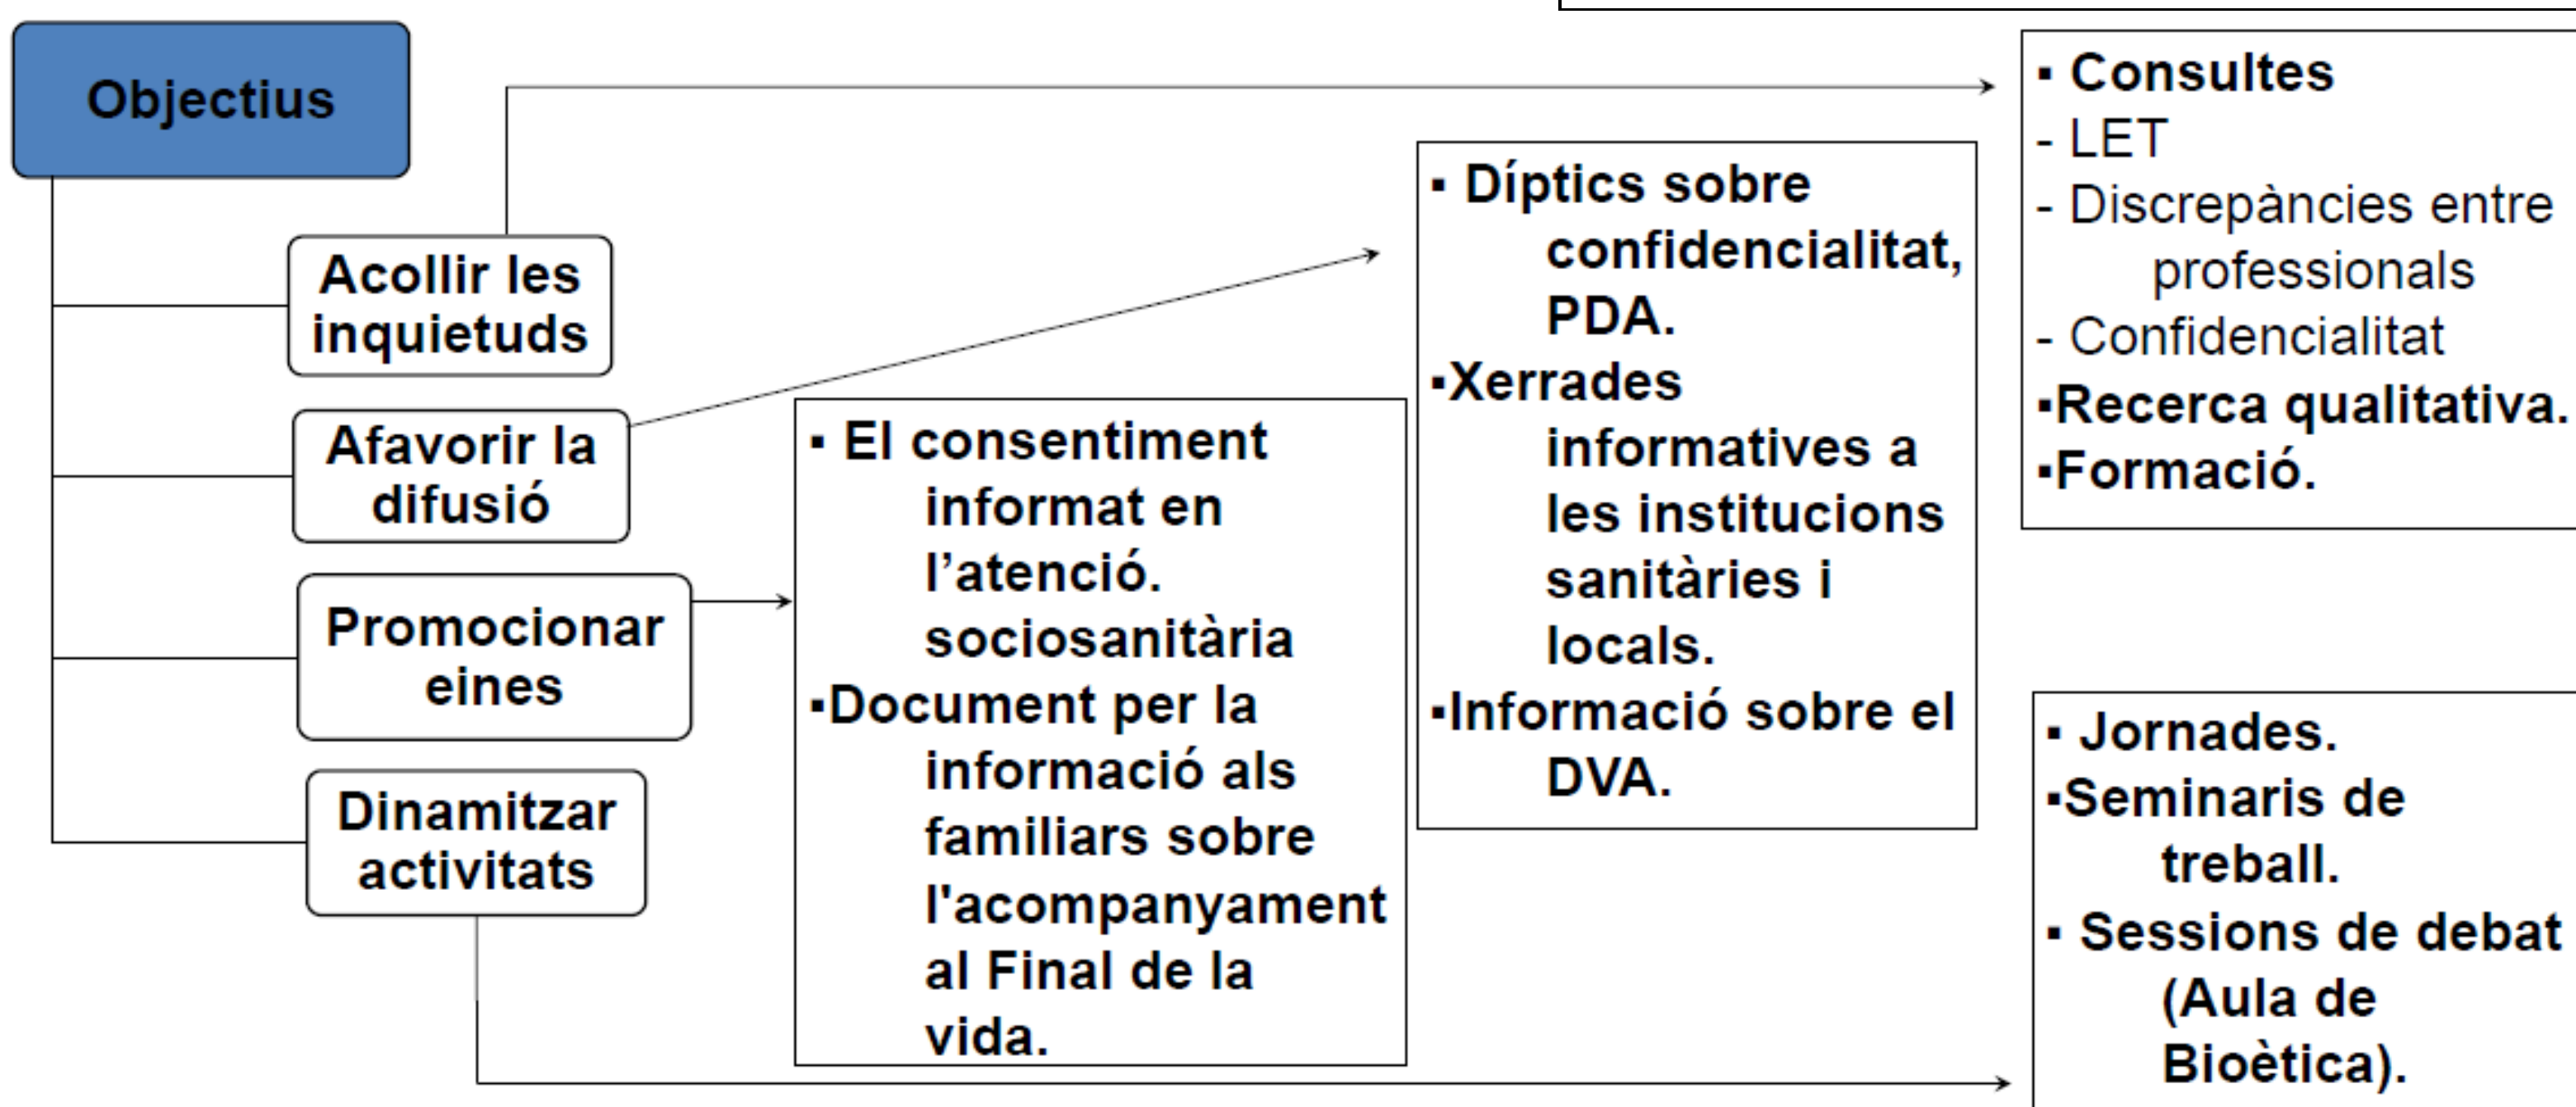 Objectius
Acollir les
inquietuds
Afavorir la
difusió
Promocionar
eines
Dinamitzar
activitats
▪ El consentiment
informat en
l’atenció.
sociosanitària
▪Document per la
informació als
familiars sobre
l'acompanyament
al Final de la
vida.
▪ Díptics sobre
confidencialitat,
PDA.
▪Xerrades
informatives a
les institucions
sanitàries i
locals.
▪Informació sobre el
DVA.
▪ Consultes
- LET
- Discrepàncies entre
professionals
- Confidencialitat
▪Recerca qualitativa.
▪Formació.
▪ Jornades.
▪Seminaris de
treball.
▪ Sessions de debat
(Aula de
Bioètica).